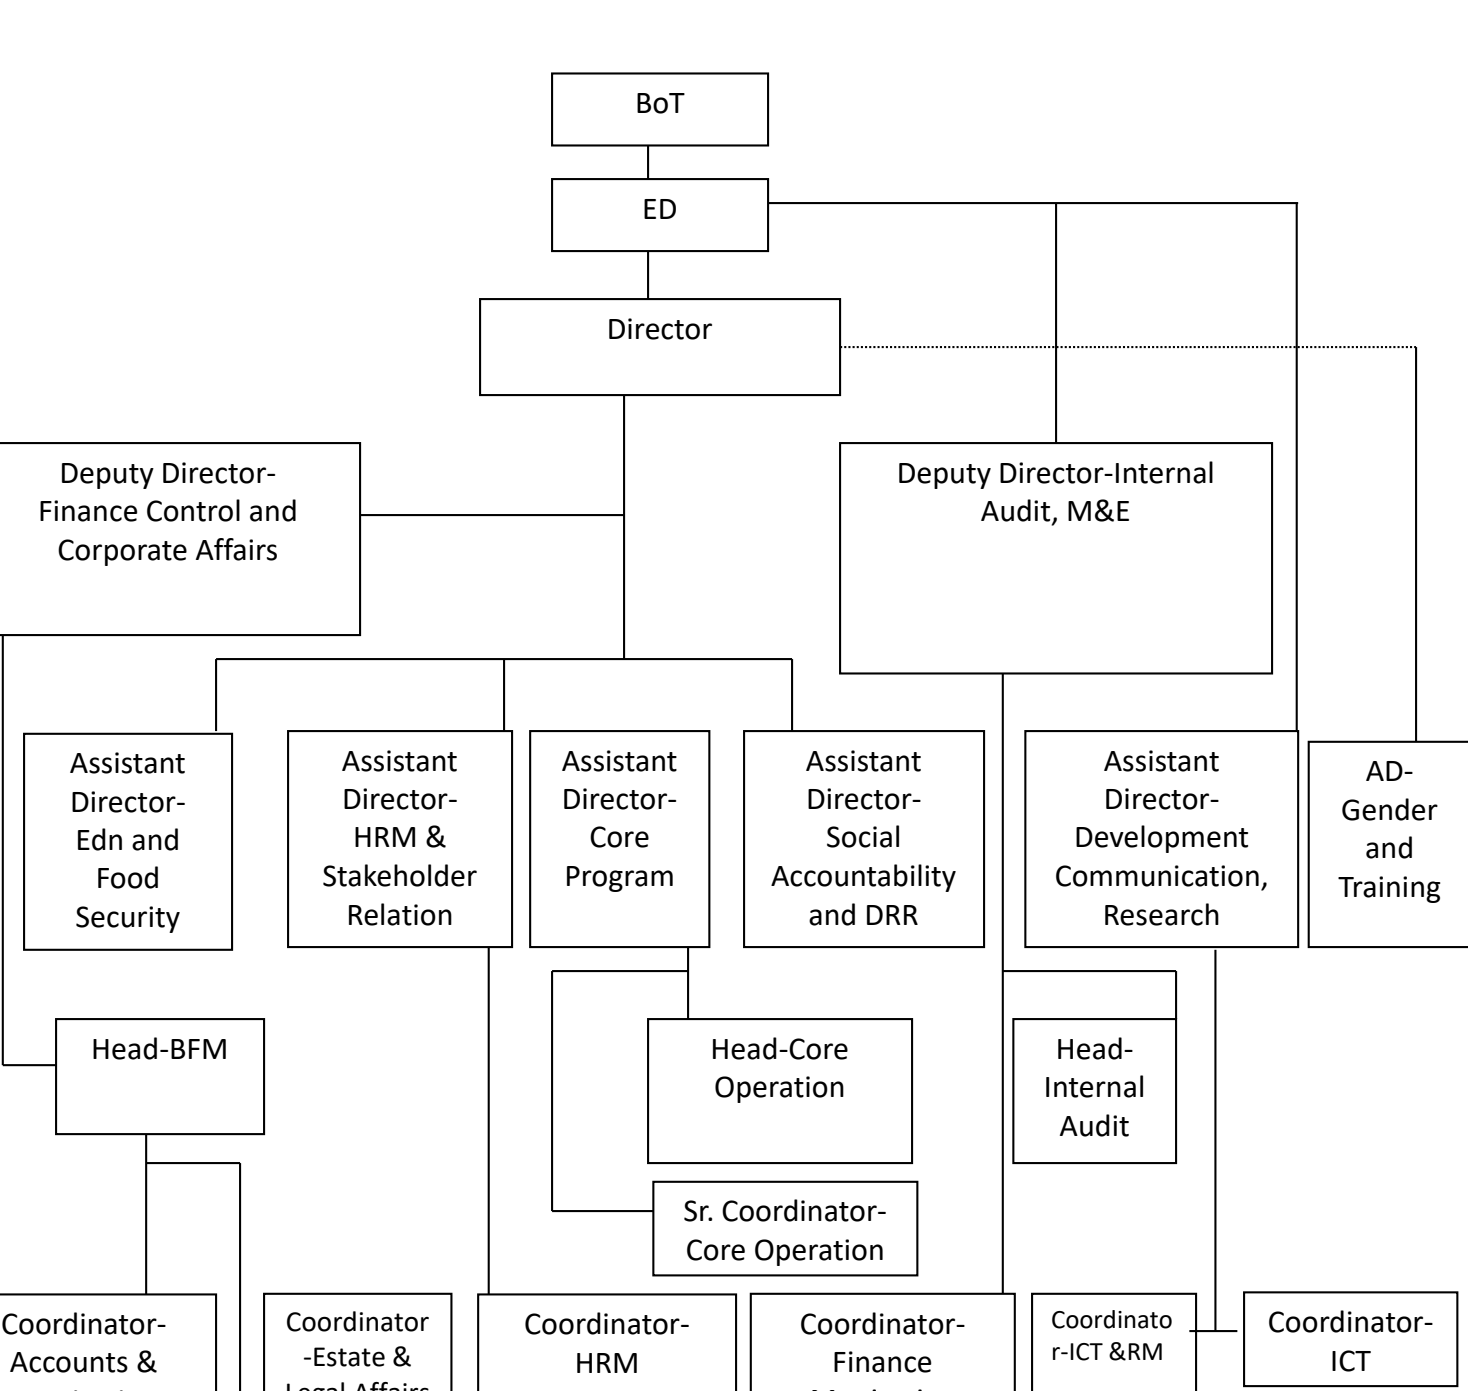 BoT
ED
Director
Deputy Director-
Finance Control and
Corporate Affairs
Deputy Director-Internal
Audit, M&E
Assistant
Director-
Edn and
Food
Security
Assistant
Director-
HRM &
Stakeholder
Relation
Assistant
Director-
Core
Program
Assistant
Director-
Social
Accountability
and DRR
Assistant
Director-
Development
Communication,
Research
AD-
Gender
and
Training
Head-BFM
Head-Core
Operation
Head-
Internal
Audit
Sr. Coordinator-
Core Operation
Coordinator-
Accounts &
Coordinator
-Estate &
Legal Affairs
Coordinator-
HRM
Coordinator-
Finance
Coordinato
r-ICT &RM
Coordinator-
ICT